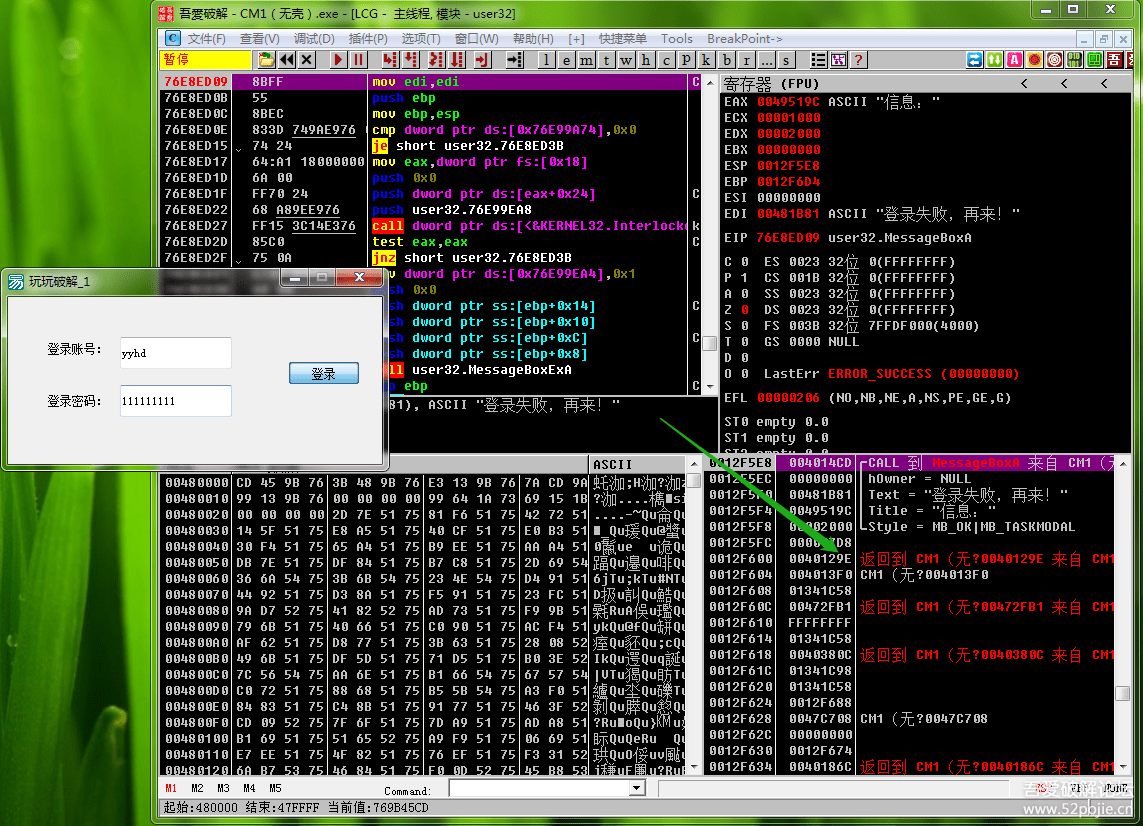 吾爱破解 - CM1（无壳）.exe - [LCG - 主线程, 模块 - user32]
文件(F) 查看(V) 调试(D) 插件(P) 选项(T) 窗口(W) 帮助(H) [+] 快捷菜单 Tools BreakPoint->
暂停
l e m t w h c p k b r ... s
76E8ED09 8BFF mov edi,edi
76E8ED0B 55 push ebp
76E8ED0C 8BEC mov ebp,esp
76E8ED0E 833D 749AE976 cmp dword ptr ds:[0x76E99A74],0x0
76E8ED15 74 24 je short user32.76E8ED3B
76E8ED17 64:A1 18000000 mov eax,dword ptr fs:[0x18]
76E8ED1D 6A 00 push 0x0
76E8ED1F FF70 24 push dword ptr ds:[eax+0x24]
76E8ED22 68 A89EE976 push user32.76E99EA8
76E8ED27 FF15 3C14E376 call dword ptr ds:[<&KERNEL32.Interlocke
76E8ED2D 85C0 test eax,eax
76E8ED2F 75 0A jnz short user32.76E8ED3B
dword ptr ds:[0x76E99EA4],0x1
0x0
dword ptr ss:[ebp+0x14]
dword ptr ss:[ebp+0x10]
dword ptr ss:[ebp+0xC]
dword ptr ss:[ebp+0x8]
user32.MessageBoxExA
ebp
81), ASCII "登录失败，再来！"
寄存器 (FPU)
EAX 0049519C ASCII "信息："
ECX 00001000
EDX 00002000
EBX 00000000
ESP 0012F5E8
EBP 0012F6D4
ESI 00000000
EDI 00481B81 ASCII "登录失败，再来！"
EIP 76E8ED09 user32.MessageBoxA
C 0 ES 0023 32位 0(FFFFFFFF)
P 1 CS 001B 32位 0(FFFFFFFF)
A 0 SS 0023 32位 0(FFFFFFFF)
Z 0 DS 0023 32位 0(FFFFFFFF)
S 0 FS 003B 32位 7FFDF000(4000)
T 0 GS 0000 NULL
D 0
O 0 LastErr ERROR_SUCCESS (00000000)
EFL 00000206 (NO,NB,NE,A,NS,PE,GE,G)
ST0 empty 0.0
ST1 empty 0.0
玩玩破解_1
登录账号： yyhd
登录
登录密码： 111111111
ASCII
00480000 CD 45 9B 76 3B 48 9B 76 E3 13 9B 76 7A CD 9A
00480010 99 13 9B 76 00 00 00 00 99 64 1A 73 69 15 1B
00480020 00 00 00 00 2D 7E 51 75 81 F6 51 75 42 72 51
00480030 14 5F 51 75 E8 A5 51 75 40 CF 51 75 E0 B3 51
00480040 30 F4 51 75 65 A4 51 75 B9 EE 51 75 AA A4 51
00480050 DB 7E 51 75 DF 84 51 75 B7 C8 51 75 2D 69 54
00480060 36 6A 54 75 3B 6B 54 75 23 4E 54 75 D4 91 51
00480070 44 92 51 75 D3 8A 51 75 F5 91 51 75 23 FC 51
00480080 9A D7 52 75 41 82 52 75 AD 73 51 75 F9 9B 51
00480090 79 6B 51 75 40 66 51 75 C0 90 51 75 AC F4 51
004800A0 AF 62 51 75 D8 77 51 75 3B 63 51 75 28 08 52
004800B0 49 6B 51 75 DF 5D 51 75 71 D5 51 75 B0 3E 52
004800C0 7C 56 54 75 AA 6E 51 75 B1 66 54 75 67 57 54
004800D0 C0 72 51 75 88 68 51 75 B5 5B 54 75 A3 F0 51
004800E0 84 83 51 75 C4 8B 51 75 91 77 51 75 46 3F 52
004800F0 CD 09 52 75 7F 6F 51 75 7D A9 51 75 AD A8 51
00480100 B1 69 51 75 51 65 52 75 A9 F9 51 75 06 69 51
00480110 E7 EE 51 75 4F 82 51 75 76 EF 51 75 F3 31 52
00480120 6A B7 53 75 46 84 51 75 F0 0D 52 75 45 B8 53
0012F5E8 004014CD CALL 到 MessageBoxA 来自 CM1（无
00000000 hOwner = NULL
00481B81 Text = "登录失败，再来！"
0012F5F4 0049519C Title = "信息："
0012F5F8 00002000 Style = MB_OK|MB_TASKMODAL
0012F5FC
0012F600 0040129E 返回到 CM1（无?0040129E 来自 CM1
0012F604 004013F0 CM1（无?004013F0
0012F608 01341C58
0012F60C 00472FB1 返回到 CM1（无?00472FB1 来自 CM1
0012F610 FFFFFFFF
0012F614 01341C58
0012F618 0040380C 返回到 CM1（无?0040380C 来自 CM1
0012F61C 01341C98
0012F620 01341C58
0012F624 0012F688
0012F628 0047C708 CM1（无?0047C708
0012F62C 00000000
0012F630 0012F674
0012F634 0040186C 返回到 CM1（无?0040186C 来自 CM1
M1 M2 M3 M4 M5 Command:
起始:480000 结束:47FFFF 当前值:769B45CD
吾爱破解论坛
www.52pojie.cn